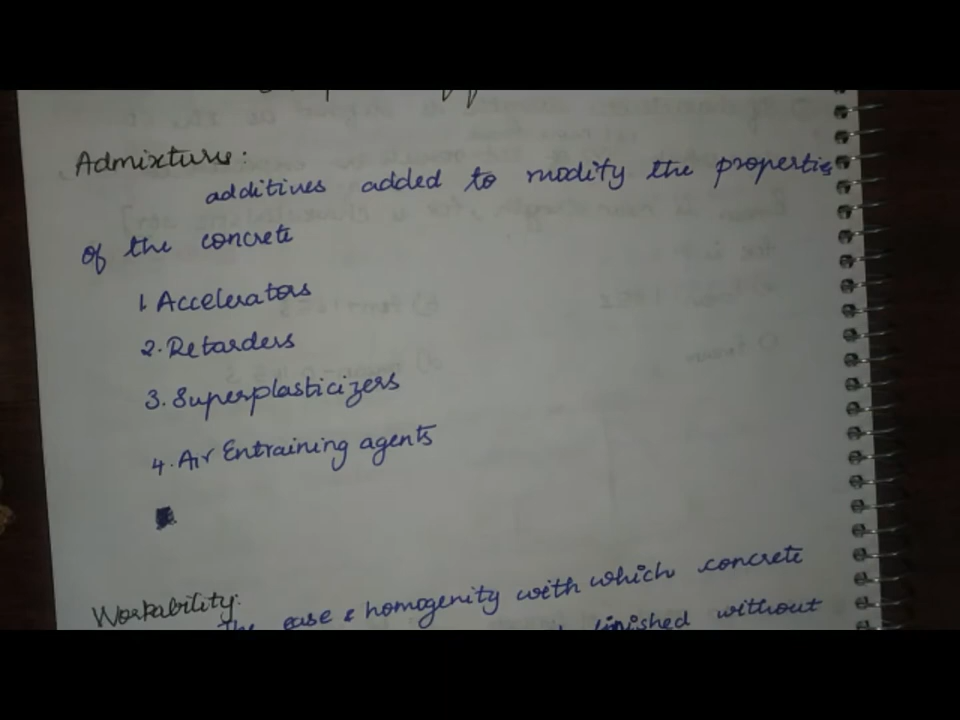 Admixture:
additives added to modify the properties
of the concrete
1. Accelerators
2. Retarders
3. Superplasticizers
4. Air Entraining agents
Workability:
The ease & homogenity with which concrete
finished without